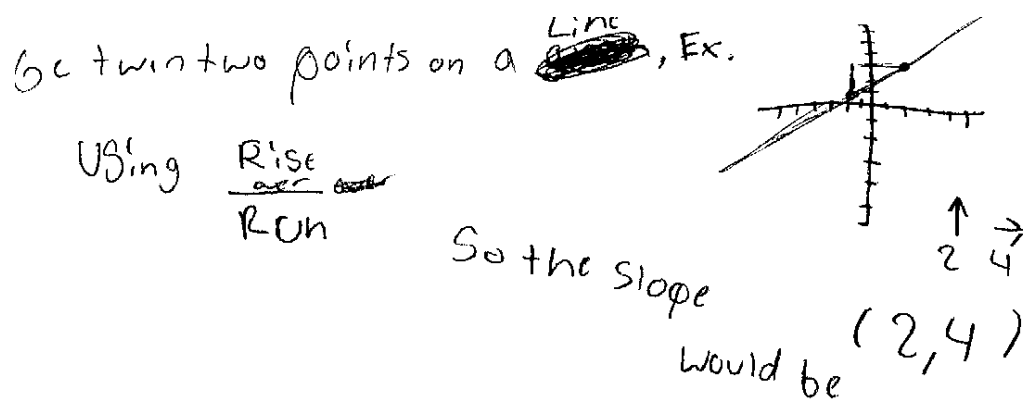 Line
be twin two points on a , Ex.
Using Rise
over
Run
2 4
So the slope
would be (2,4)